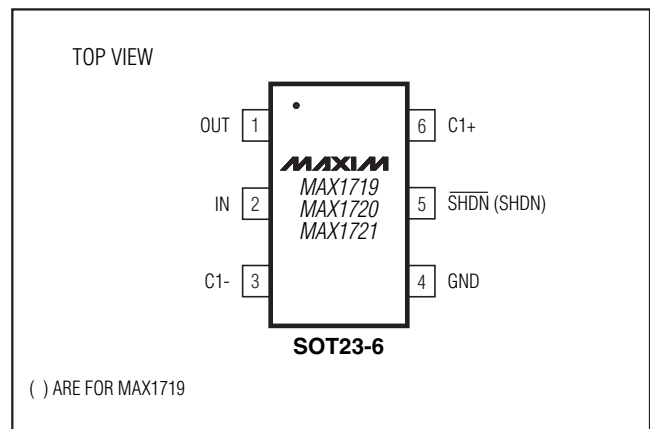 TOP VIEW
OUT 1
6 C1+
MAXIM
MAX1719
MAX1720
MAX1721
IN 2
5 S̅H̅D̅N̅ (SHDN)
C1- 3
4 GND
SOT23-6
( ) ARE FOR MAX1719